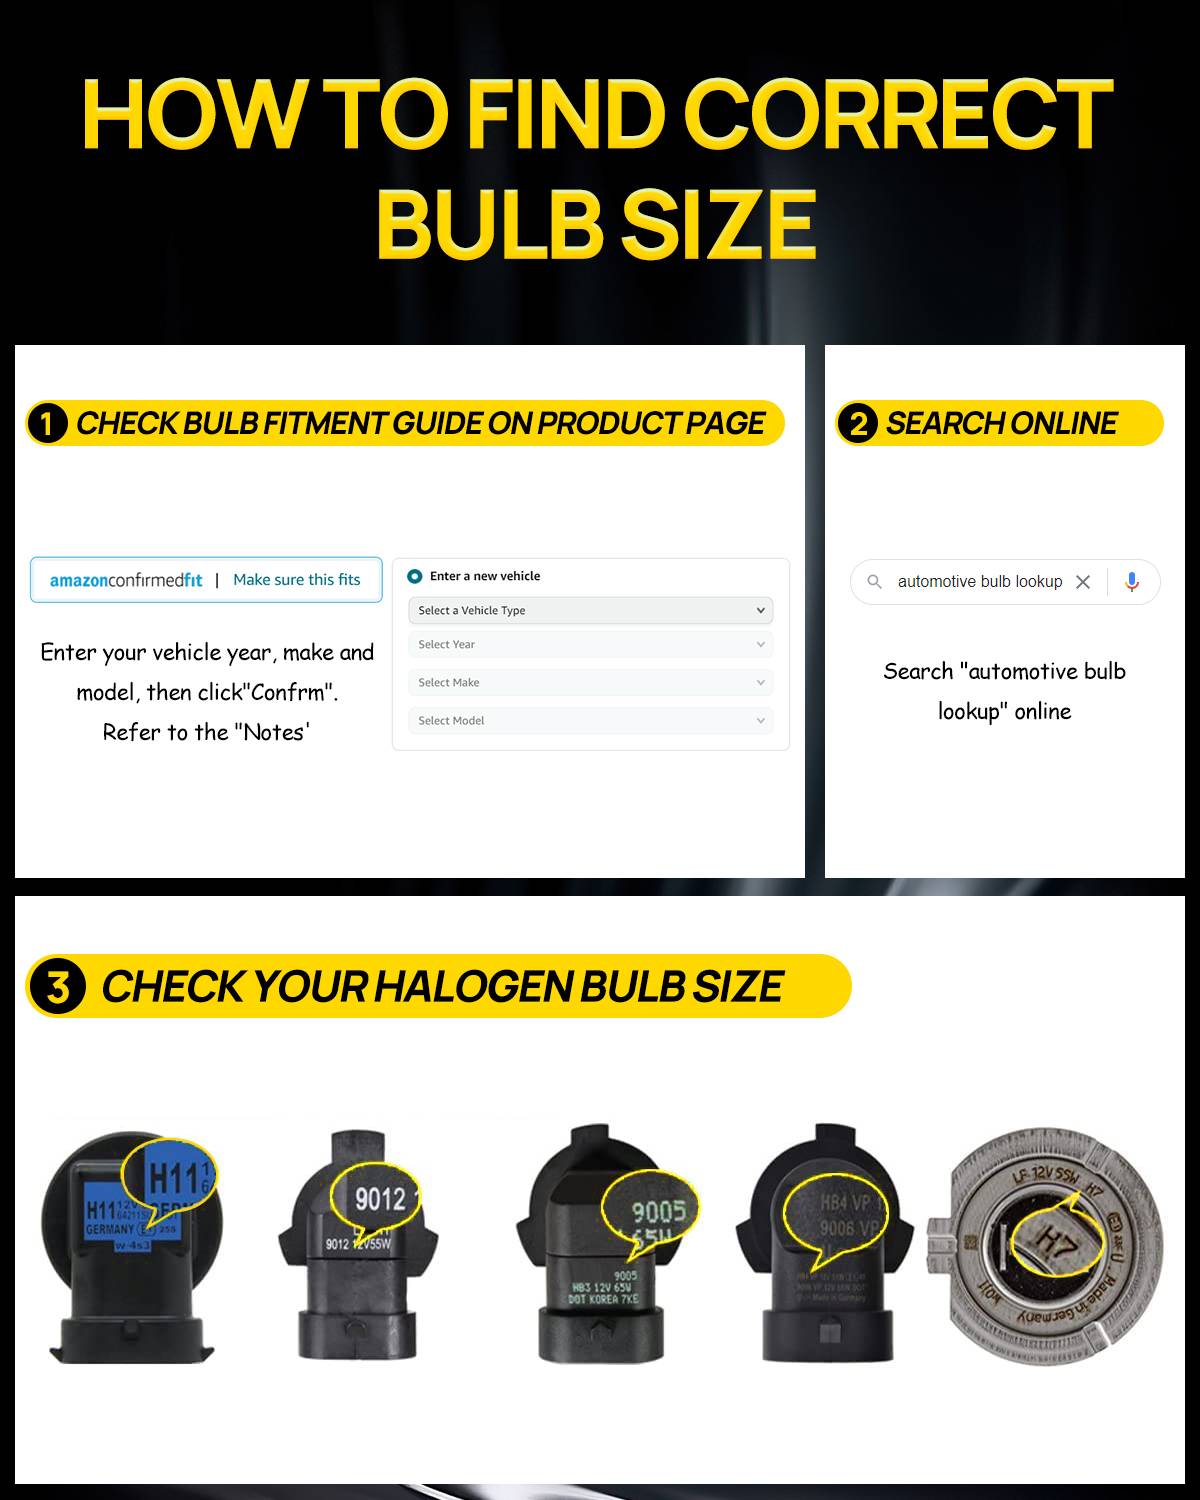 HOW TO FIND CORRECT
BULB SIZE
1 CHECK BULB FITMENT GUIDE ON PRODUCT PAGE
amazonconfirmedfit | Make sure this fits
Enter your vehicle year, make and
model, then click"Confrm".
Refer to the "Notes'
Enter a new vehicle
Select a Vehicle Type
Select Year
Select Make
Select Model
2 SEARCH ONLINE
automotive bulb lookup
Search "automotive bulb
lookup" online
3 CHECK YOUR HALOGEN BULB SIZE
H11
H11
GERMANY
w-4s3
9012
9012 12V55W
9005
65W
9005
HB3 12V 65W
DOT KOREA 7KE
HB4 VP
9006 VP
LF 12V 55W H7
H7
Made in Germany